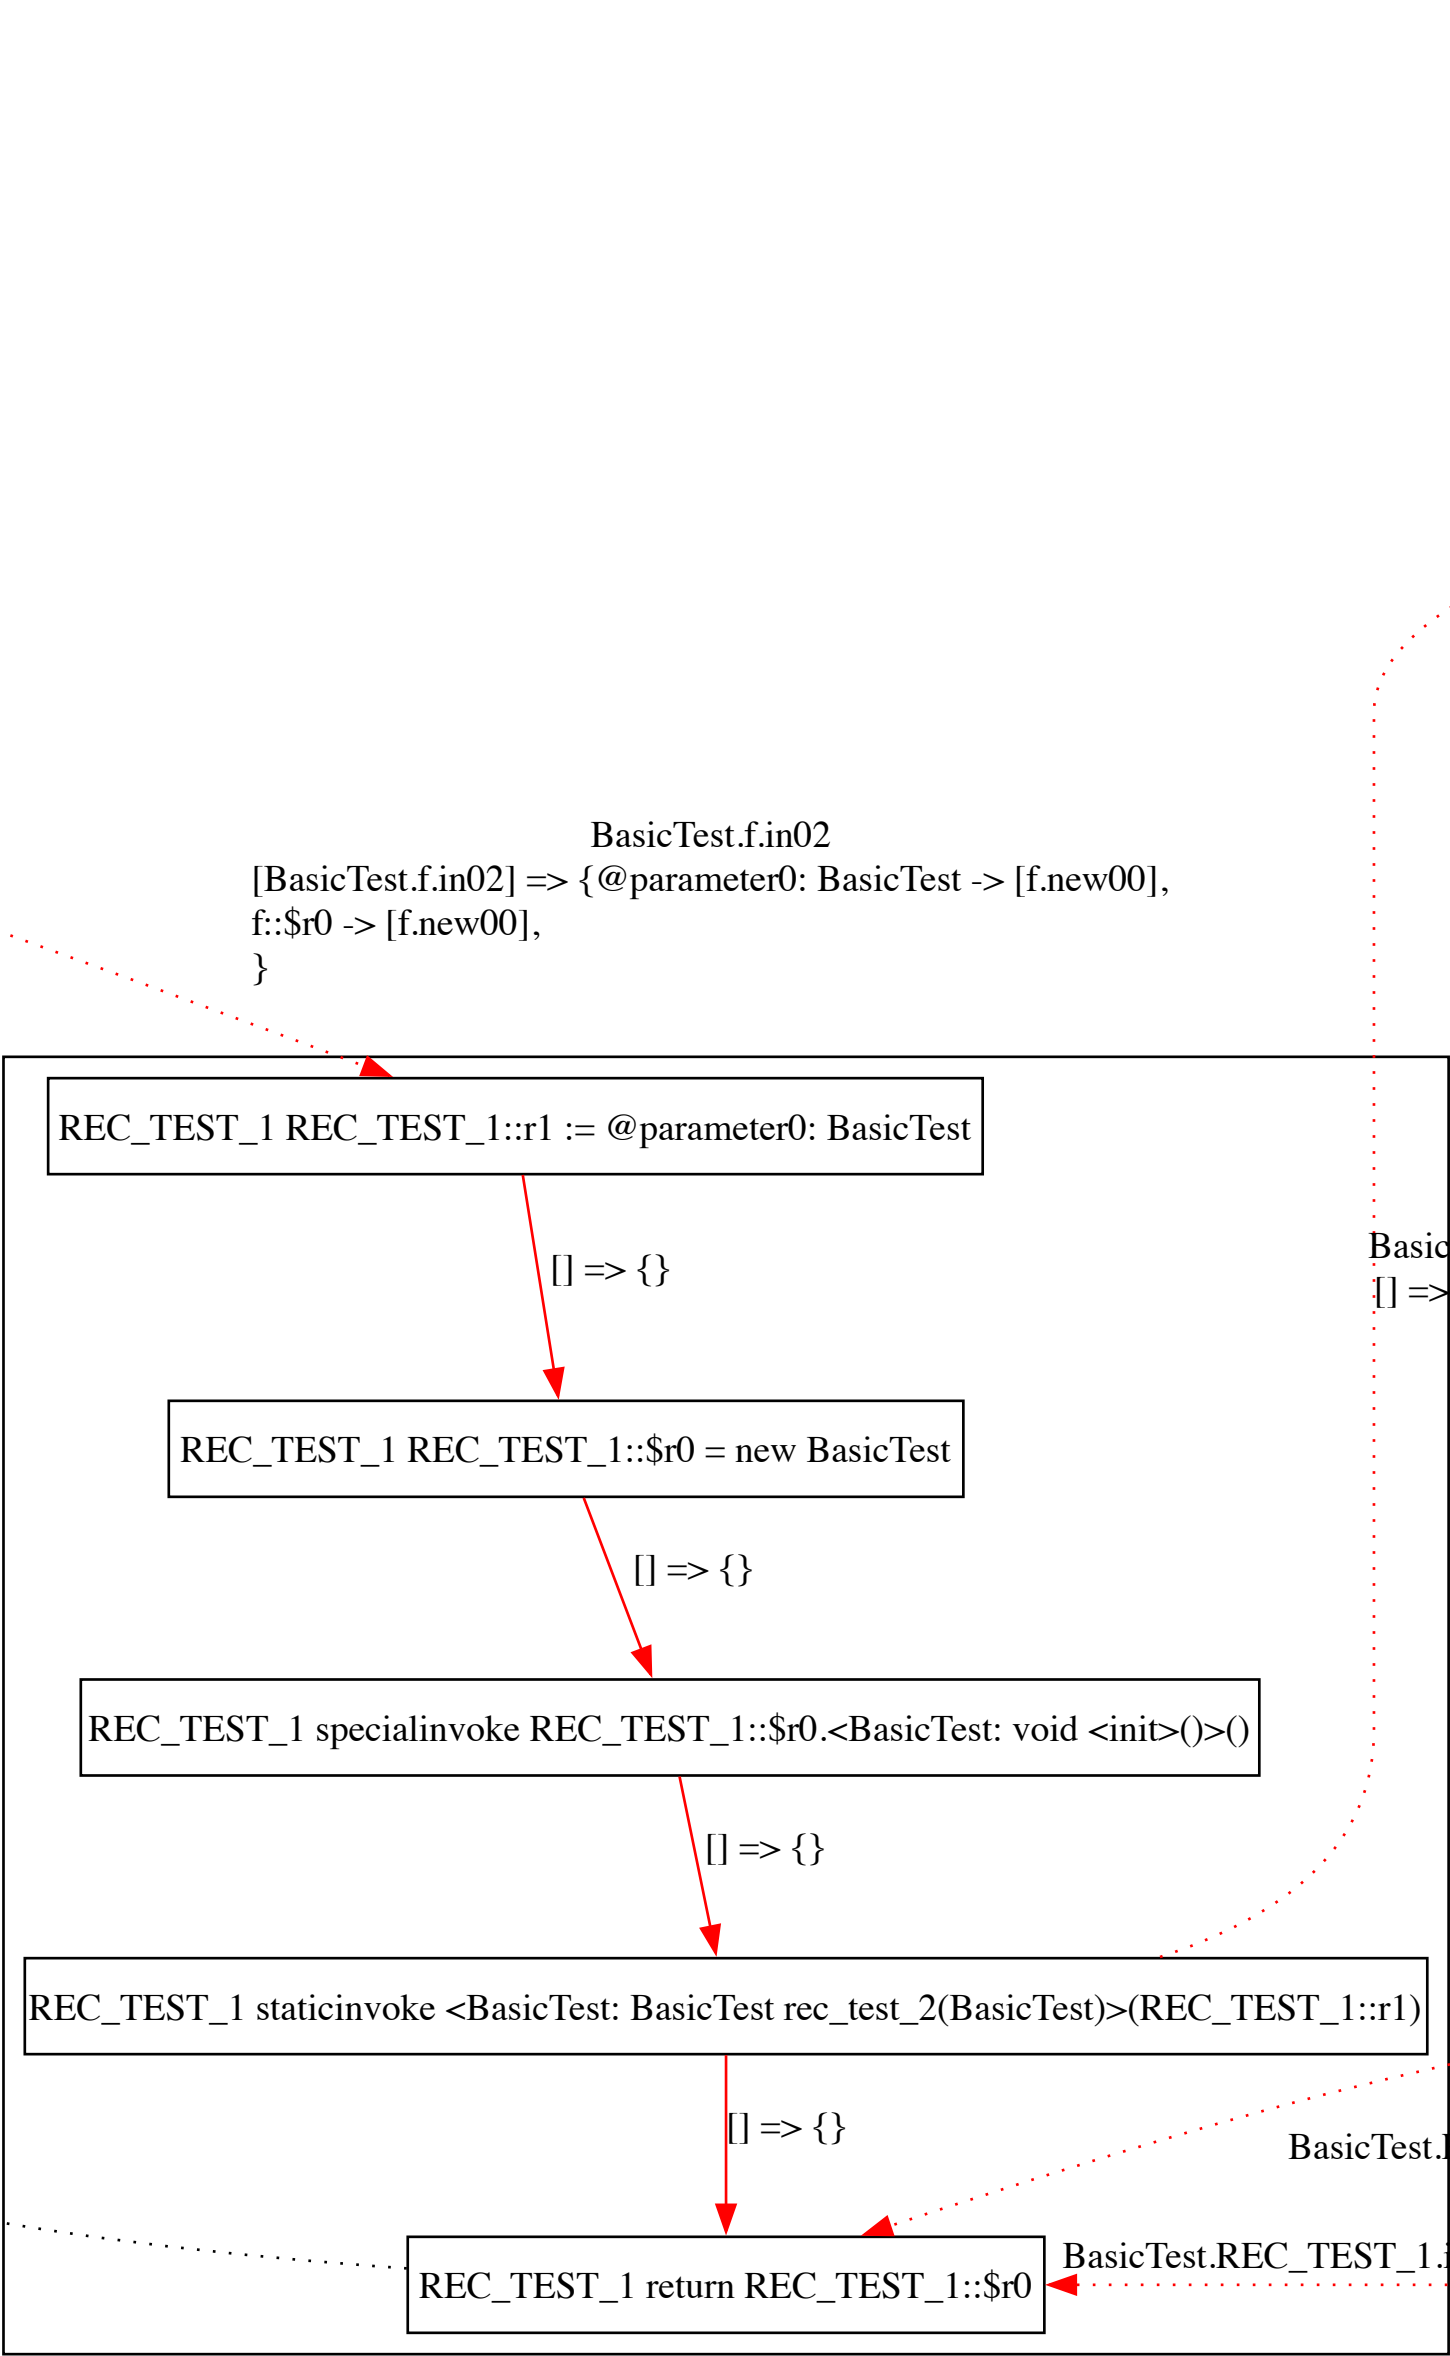 BasicTest.f.in02
[BasicTest.f.in02] => {@parameter0: BasicTest -> [f.new00],
f::$r0 -> [f.new00],
}
REC_TEST_1 REC_TEST_1::r1 := @parameter0: BasicTest
Basic
[] =>
[] => {}
REC_TEST_1 REC_TEST_1::$r0 = new BasicTest
[] => {}
REC_TEST_1 specialinvoke REC_TEST_1::$r0.<BasicTest: void <init>()>()
[] => {}
REC_TEST_1 staticinvoke <BasicTest: BasicTest rec_test_2(BasicTest)>(REC_TEST_1::r1)
[] => {}
BasicTest.
BasicTest.REC_TEST_1.
REC_TEST_1 return REC_TEST_1::$r0